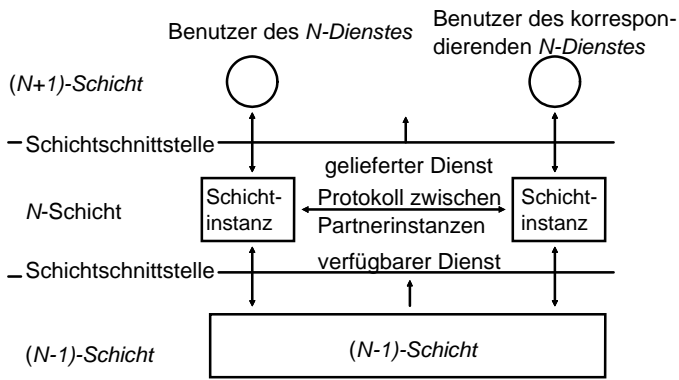 Benutzer des N-Dienstes
Benutzer des korrespon-
dierenden N-Dienstes
(N+1)-Schicht
Schichtschnittstelle
gelieferter Dienst
N-Schicht
Schicht-
instanz
Protokoll zwischen
Partnerinstanzen
Schicht-
instanz
Schichtschnittstelle
verfügbarer Dienst
(N-1)-Schicht
(N-1)-Schicht